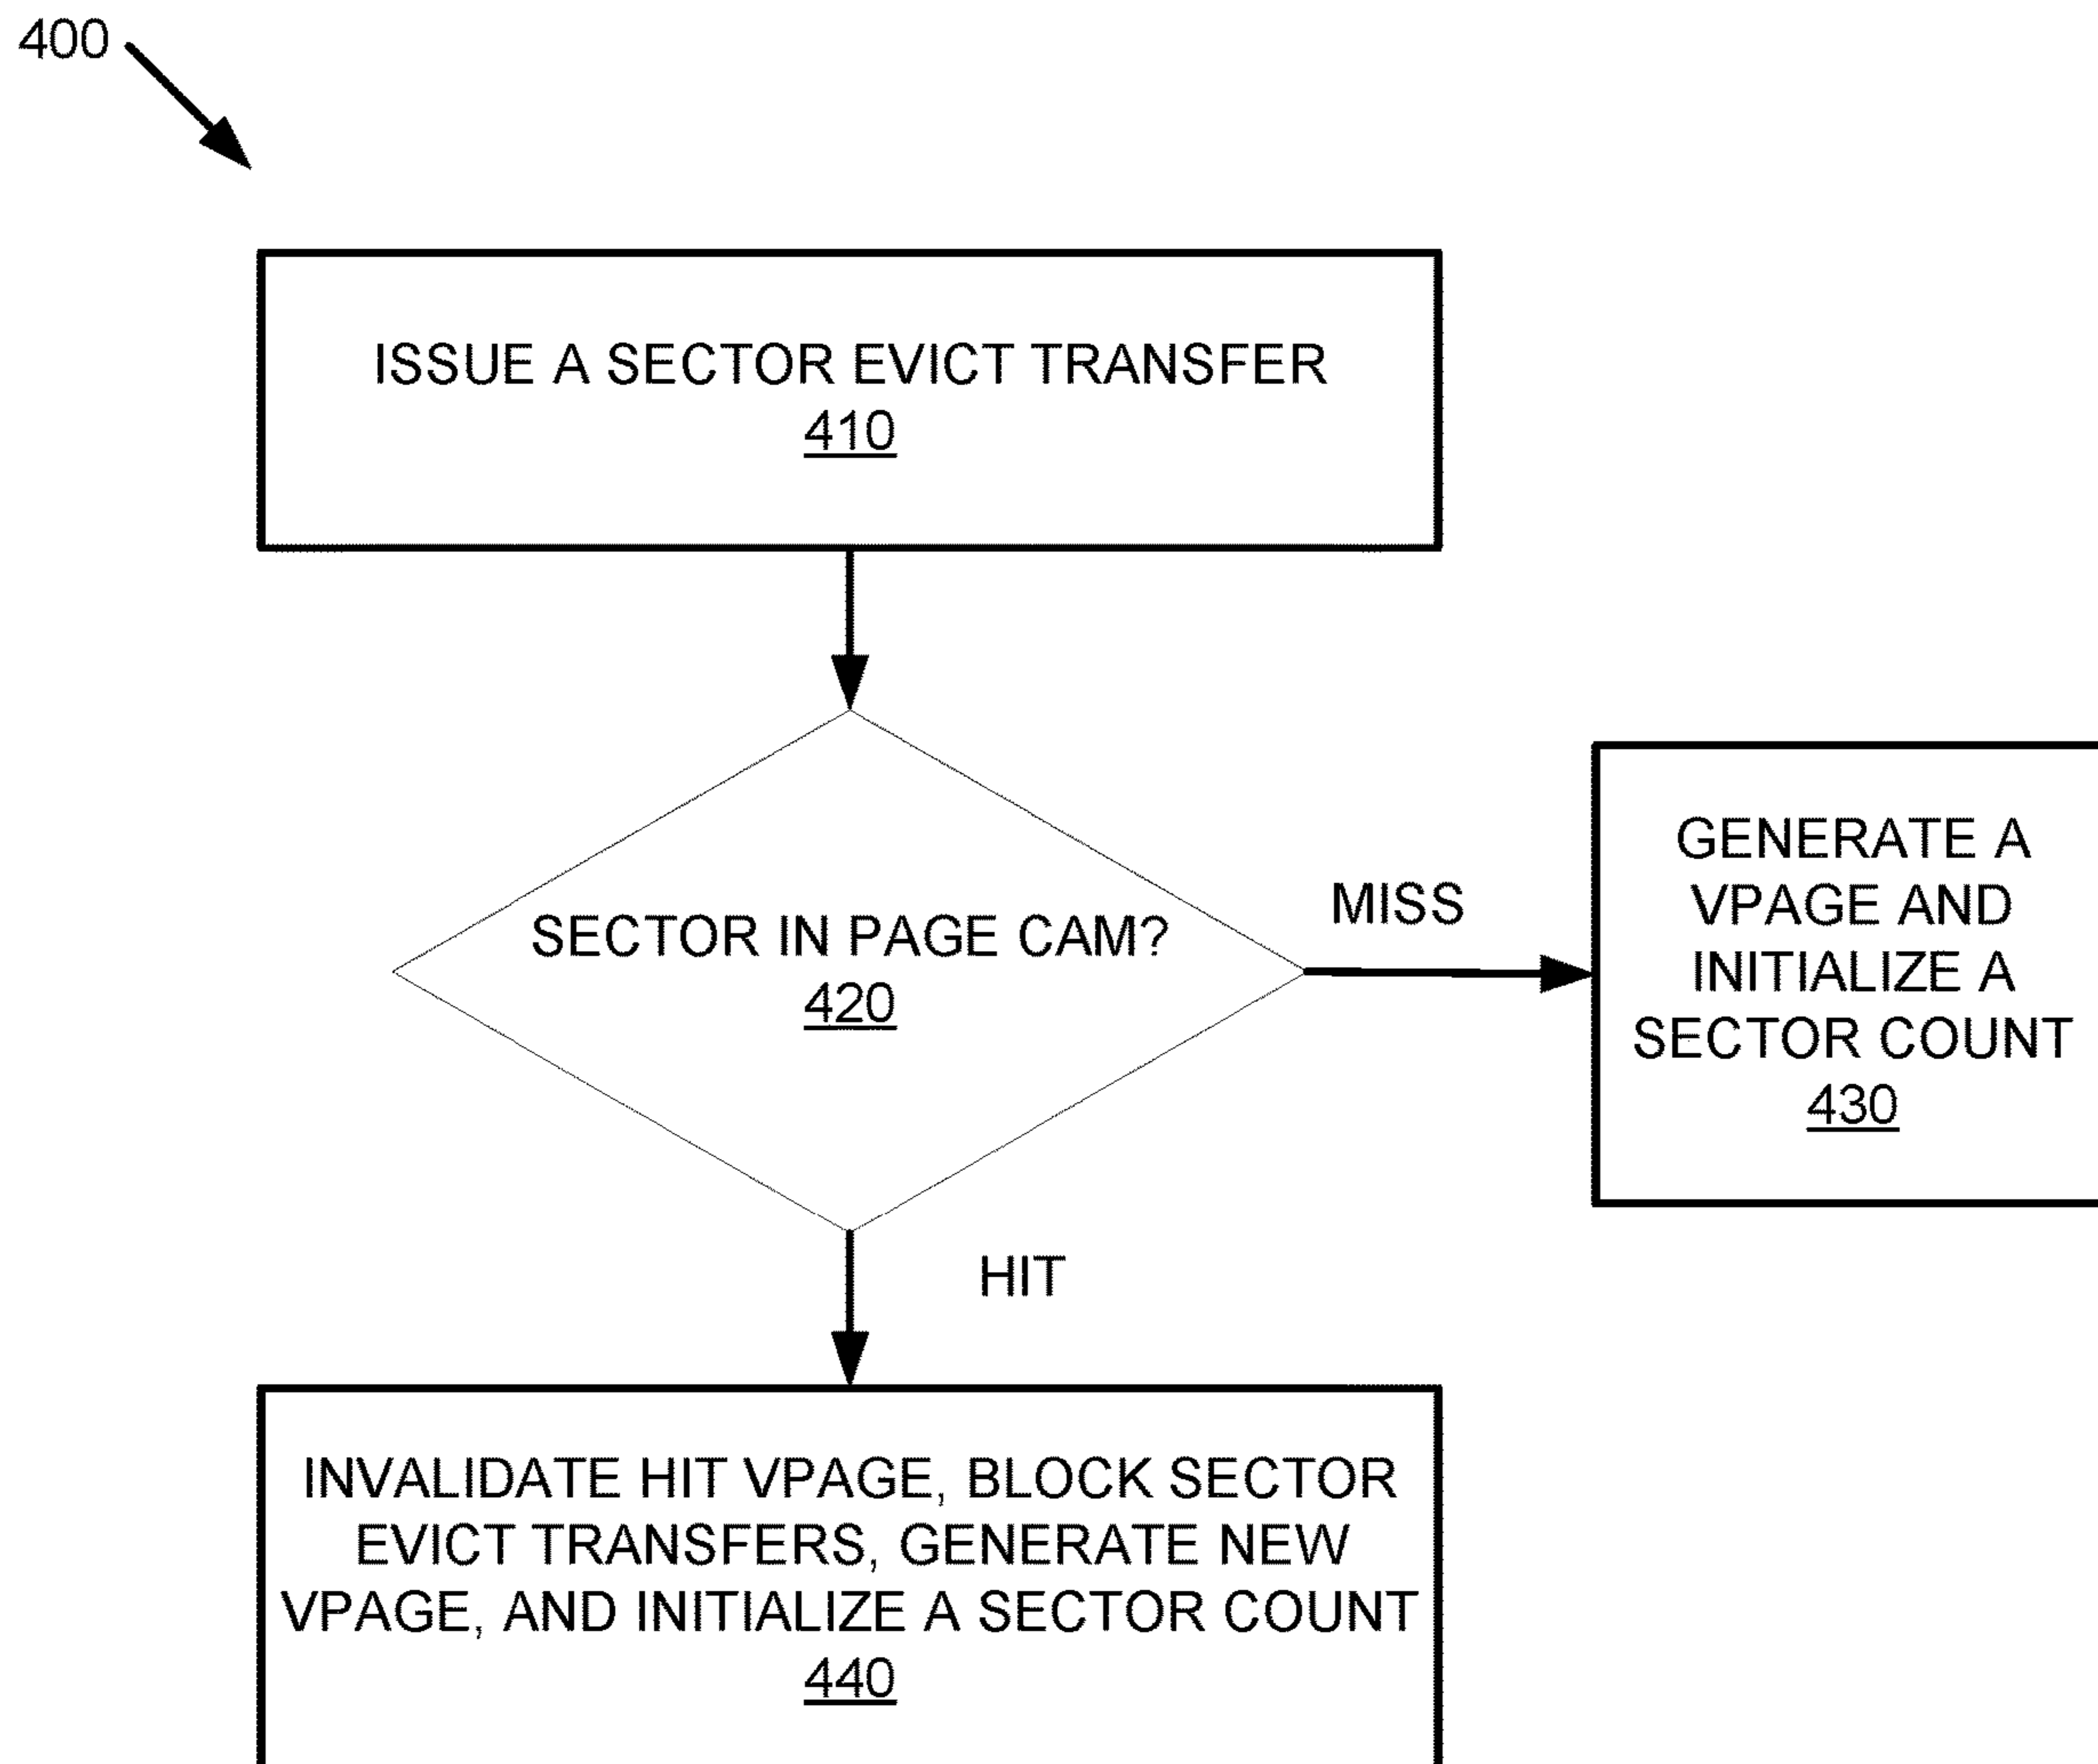 400
ISSUE A SECTOR EVICT TRANSFER
410
SECTOR IN PAGE CAM?
420
MISS
GENERATE A
VPAGE AND
INITIALIZE A
SECTOR COUNT
430
HIT
INVALIDATE HIT VPAGE, BLOCK SECTOR
EVICT TRANSFERS, GENERATE NEW
VPAGE, AND INITIALIZE A SECTOR COUNT
440